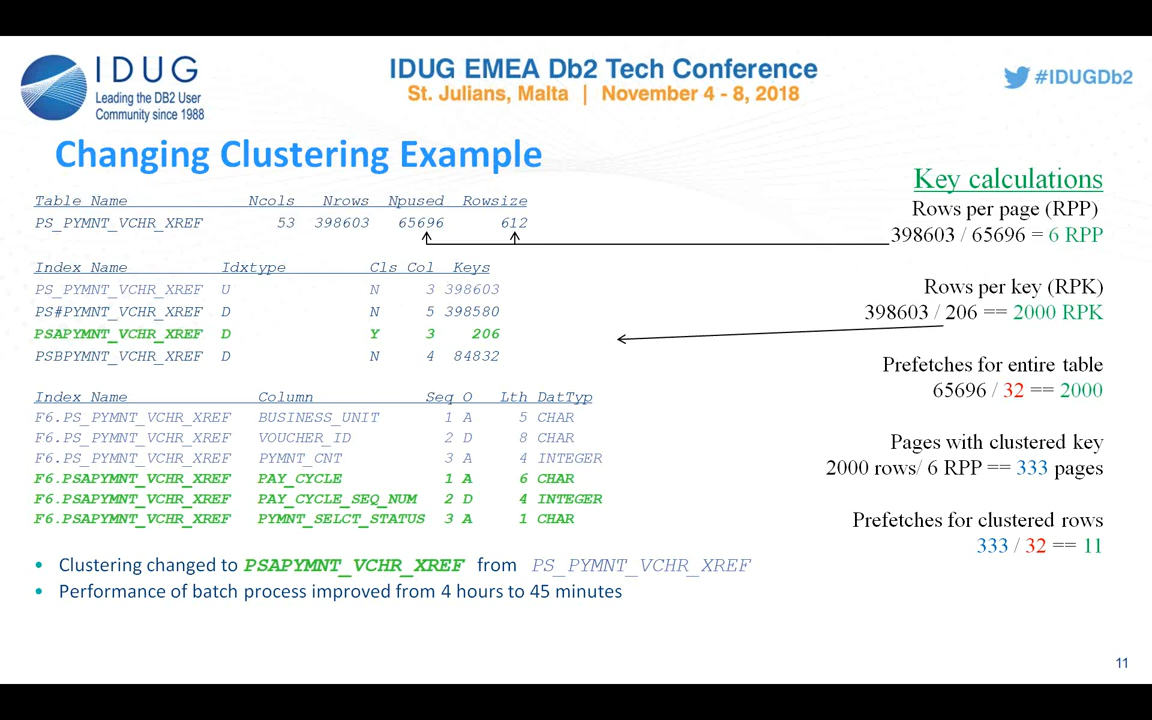 IDUG
Leading the DB2 User
Community since 1988
IDUG EMEA Db2 Tech Conference
St. Julians, Malta | November 4 - 8, 2018
#IDUGDb2
Changing Clustering Example
Table Name Ncols Nrows Npused Rowsize
PS_PYMNT_VCHR_XREF 53 398603 65696 612
Index Name Idxtype Cls Col Keys
PS_PYMNT_VCHR_XREF U N 3 398603
PS#PYMNT_VCHR_XREF D N 5 398580
PSAPYMNT_VCHR_XREF D Y 3 206
PSBPYMNT_VCHR_XREF D N 4 84832
Index Name Column Seq O Lth DatTyp
F6.PS_PYMNT_VCHR_XREF BUSINESS_UNIT 1 A 5 CHAR
F6.PS_PYMNT_VCHR_XREF VOUCHER_ID 2 D 8 CHAR
F6.PS_PYMNT_VCHR_XREF PYMNT_CNT 3 A 4 INTEGER
F6.PSAPYMNT_VCHR_XREF PAY_CYCLE 1 A 6 CHAR
F6.PSAPYMNT_VCHR_XREF PAY_CYCLE_SEQ_NUM 2 D 4 INTEGER
F6.PSAPYMNT_VCHR_XREF PYMNT_SELCT_STATUS 3 A 1 CHAR
• Clustering changed to PSAPYMNT_VCHR_XREF from PS_PYMNT_VCHR_XREF
• Performance of batch process improved from 4 hours to 45 minutes
Key calculations
Rows per page (RPP)
398603 / 65696 = 6 RPP
Rows per key (RPK)
398603 / 206 == 2000 RPK
Prefetches for entire table
65696 / 32 == 2000
Pages with clustered key
2000 rows/ 6 RPP == 333 pages
Prefetches for clustered rows
333 / 32 == 11
11